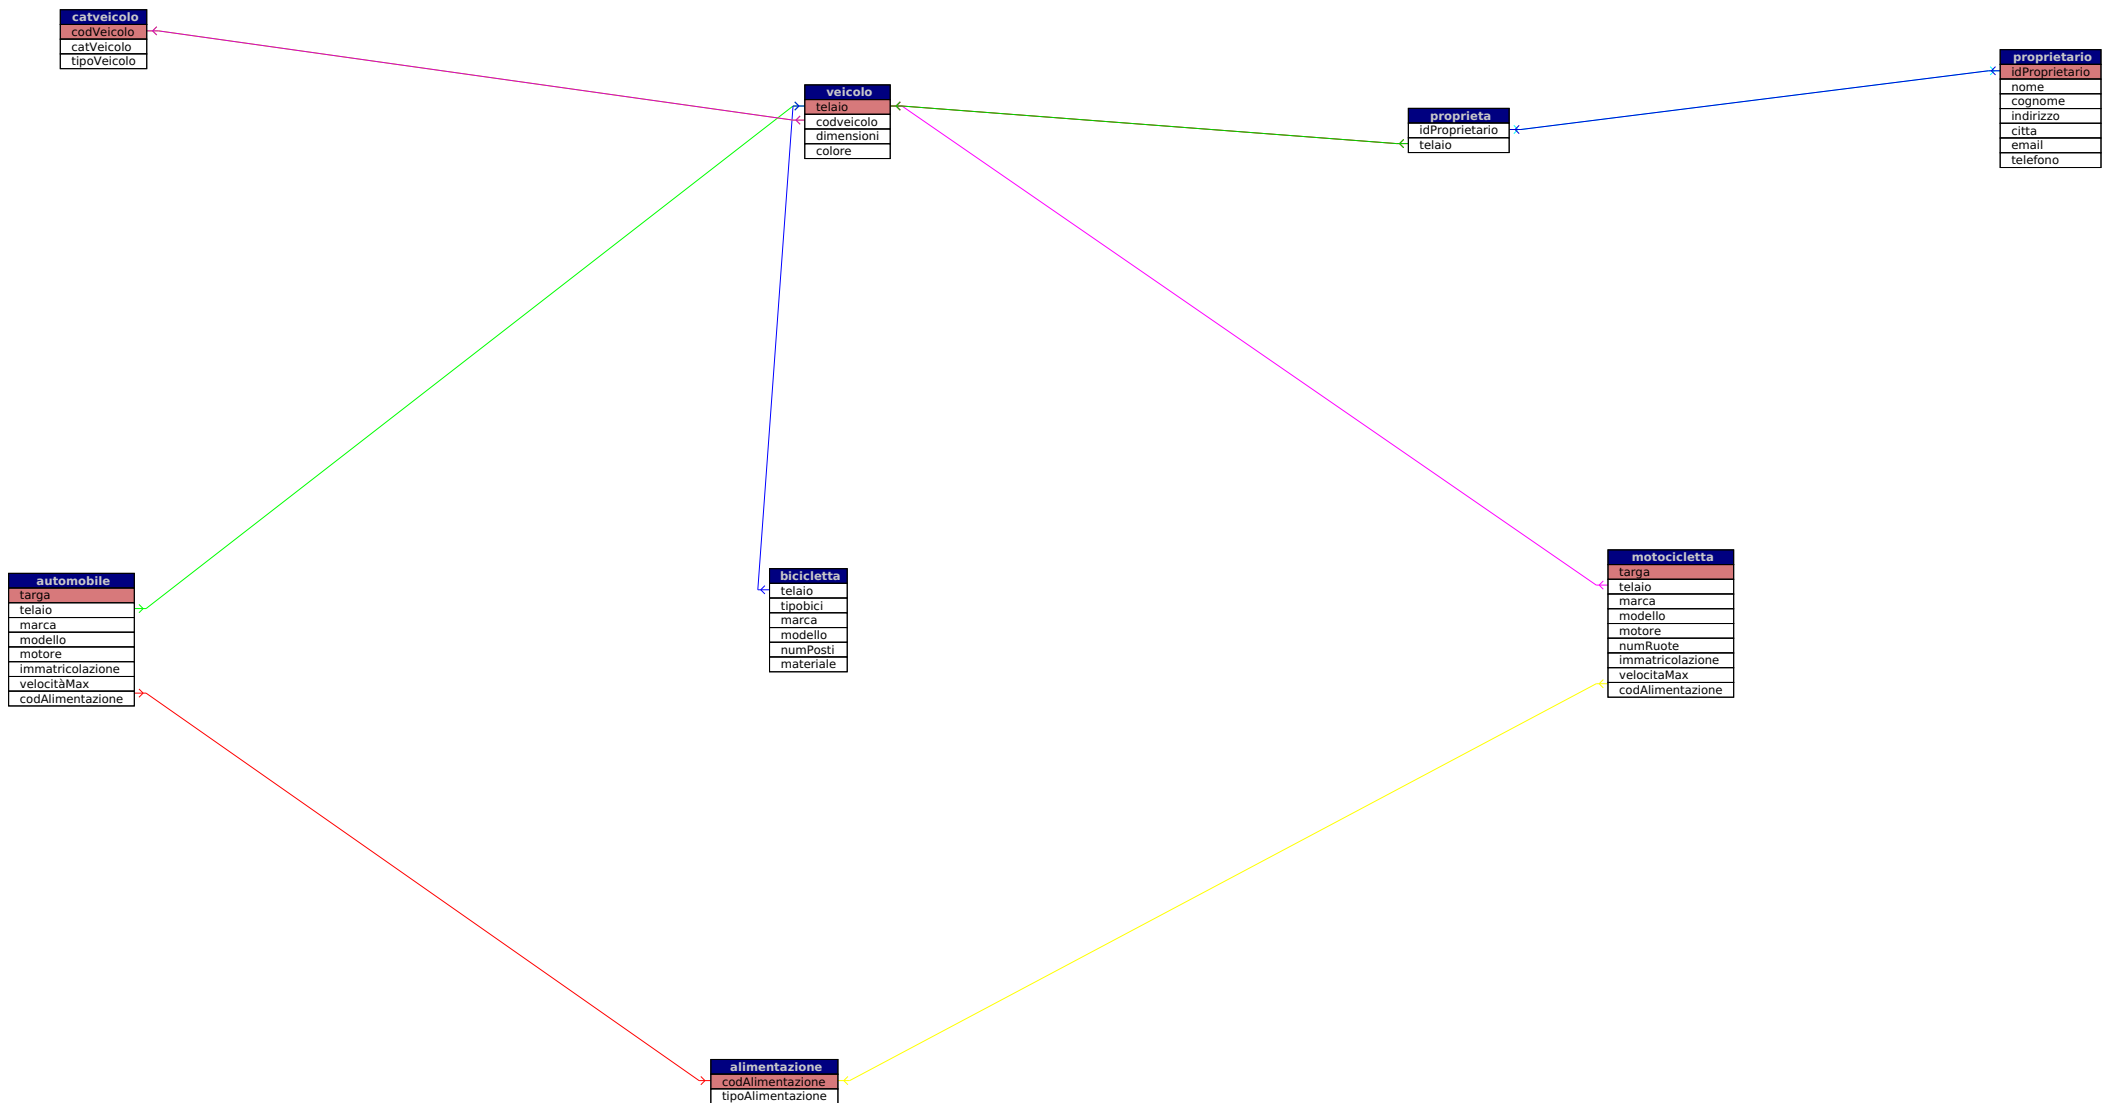 catveicolo
codVeicolo
catVeicolo
tipoVeicolo
veicolo
telaio
codveicolo
dimensioni
colore
proprieta
idProprietario
telaio
proprietario
idProprietario
nome
cognome
indirizzo
citta
email
telefono
automobile
targa
telaio
marca
modello
motore
immatricolazione
velocitàMax
codAlimentazione
bicicletta
telaio
tipobici
marca
modello
numPosti
materiale
motocicletta
targa
telaio
marca
modello
motore
numRuote
immatricolazione
velocitaMax
codAlimentazione
alimentazione
codAlimentazione
tipoAlimentazione